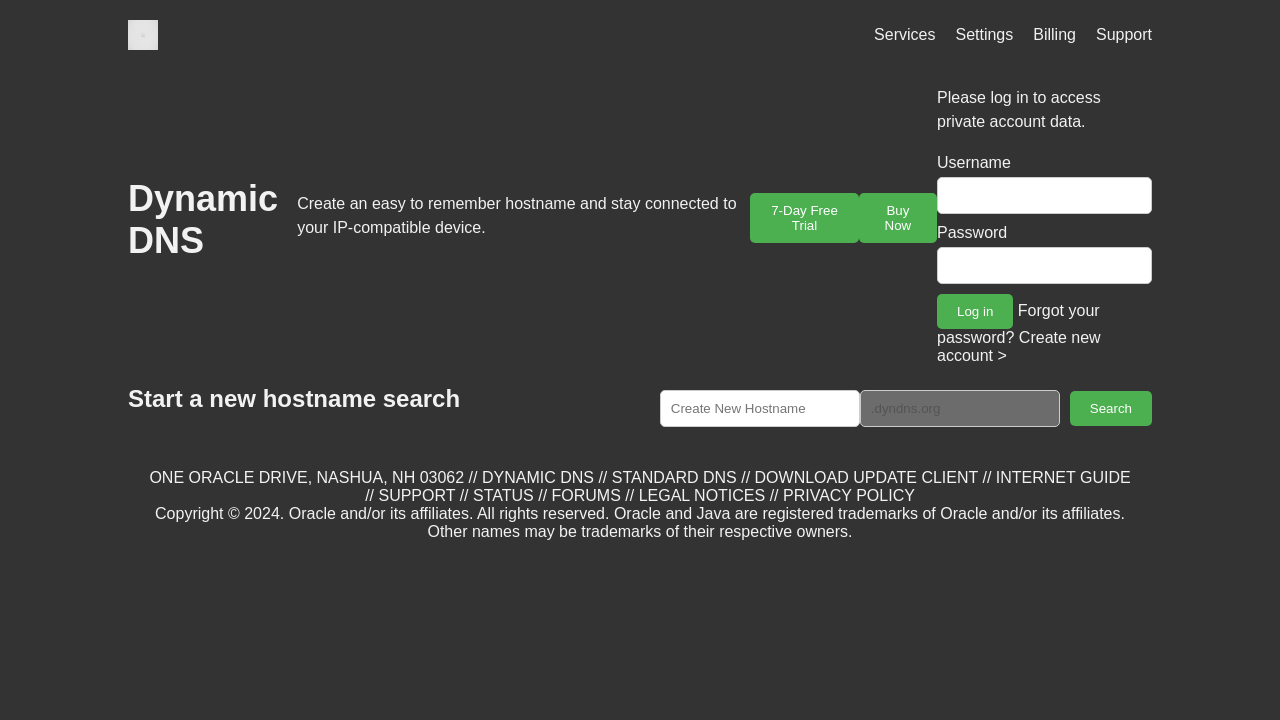 Services Settings Billing Support
Dynamic
DNS
Create an easy to remember hostname and stay connected to
your IP-compatible device.
7-Day Free
Trial
Buy
Now
Please log in to access
private account data.
Username
Password
Log in Forgot your
password? Create new
account >
Start a new hostname search
Create New Hostname .dyndns.org Search
ONE ORACLE DRIVE, NASHUA, NH 03062 // DYNAMIC DNS // STANDARD DNS // DOWNLOAD UPDATE CLIENT // INTERNET GUIDE
// SUPPORT // STATUS // FORUMS // LEGAL NOTICES // PRIVACY POLICY
Copyright © 2024. Oracle and/or its affiliates. All rights reserved. Oracle and Java are registered trademarks of Oracle and/or its affiliates.
Other names may be trademarks of their respective owners.